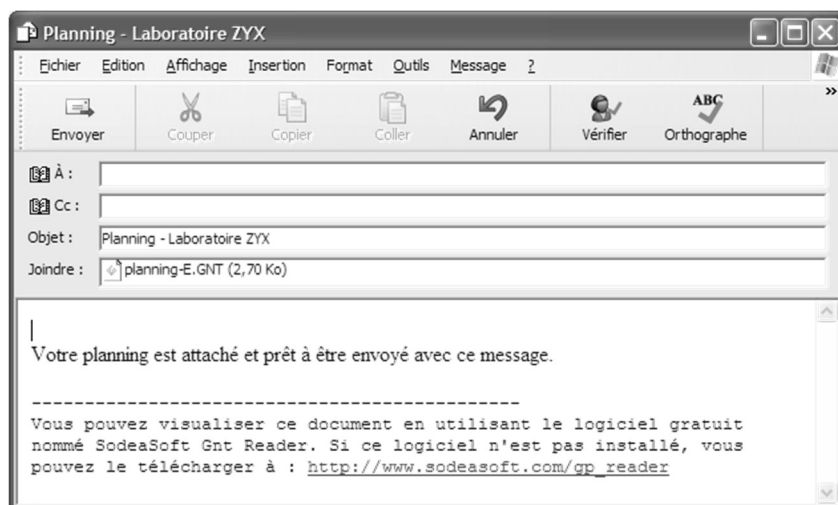 Planning - Laboratoire ZYX
Fichier Edition Affichage Insertion Format Outils Message ?
Envoyer Couper Copier Coller Annuler Vérifier ABC Orthographe »
À :
Cc :
Objet : Planning - Laboratoire ZYX
Joindre : planning-E.GNT (2,70 Ko)
Votre planning est attaché et prêt à être envoyé avec ce message.
-----------------------------------------------
Vous pouvez visualiser ce document en utilisant le logiciel gratuit
nommé SodeaSoft Gnt Reader. Si ce logiciel n'est pas installé, vous
pouvez le télécharger à : http://www.sodeasoft.com/gp_reader